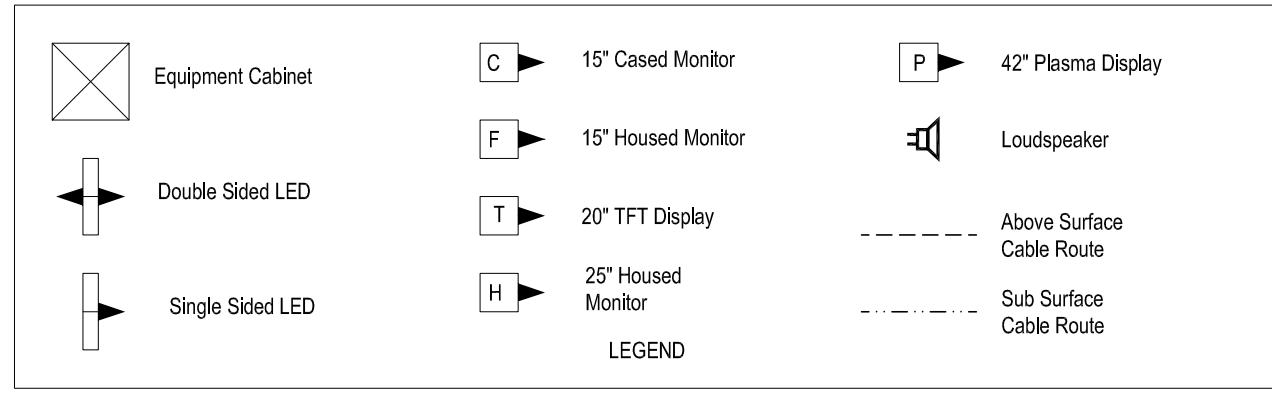 Equipment Cabinet
Double Sided LED
Single Sided LED
C
15" Cased Monitor
F
15" Housed Monitor
T
20" TFT Display
H
25" Housed
Monitor
LEGEND
P
42" Plasma Display
Loudspeaker
Above Surface
Cable Route
Sub Surface
Cable Route